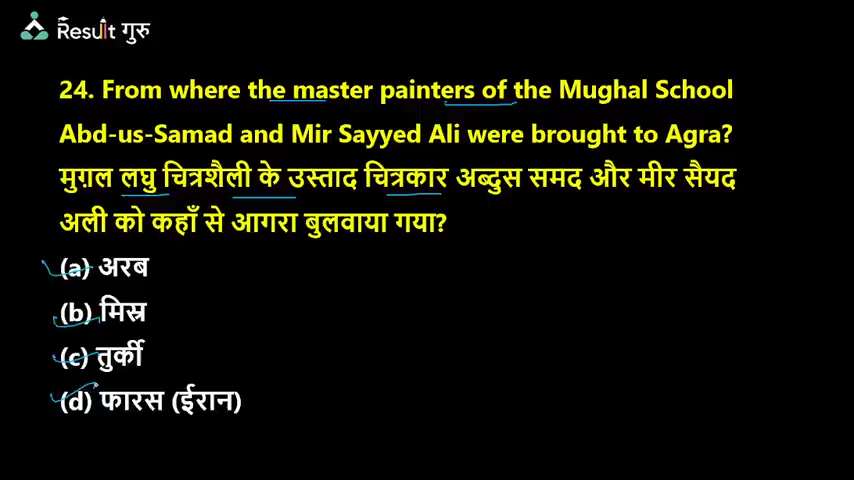 Result गुरु
24. From where the master painters of the Mughal School
Abd-us-Samad and Mir Sayyed Ali were brought to Agra?
मुग़ल लघु चित्रशैली के उस्ताद चित्रकार अब्दुस समद और मीर सैयद
अली को कहाँ से आगरा बुलवाया गया?
(a) अरब
(b) मिस्र
(c) तुर्की
(d) फारस (ईरान)